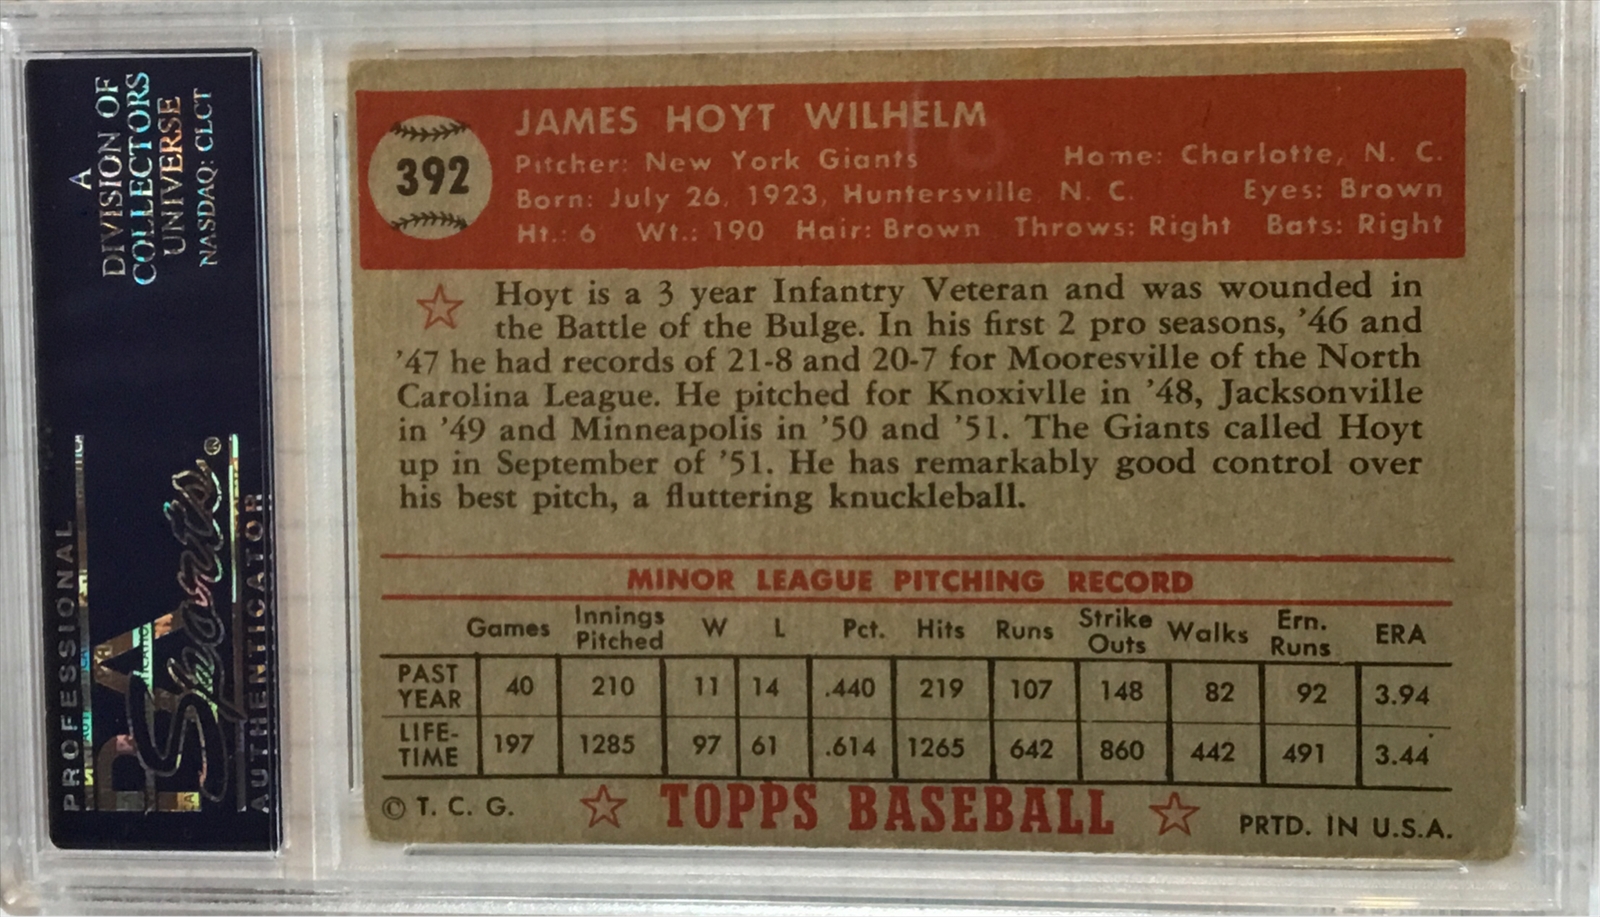 A
DIVISION OF
COLLECTORS
UNIVERSE
NASDAQ: CLCT
PROFESSIONAL
PSA
Sports®
AUTHENTICATOR
392
JAMES HOYT WILHELM
Pitcher: New York Giants Home: Charlotte, N. C.
Born: July 26, 1923, Huntersville N. C. Eyes: Brown
Ht.: 6 Wt.: 190 Hair: Brown Throws: Right Bats: Right
Hoyt is a 3 year Infantry Veteran and was wounded in
the Battle of the Bulge. In his first 2 pro seasons, '46 and
'47 he had records of 21-8 and 20-7 for Mooresville of the North
Carolina League. He pitched for Knoxivlle in '48, Jacksonville
in '49 and Minneapolis in '50 and '51. The Giants called Hoyt
up in September of '51. He has remarkably good control over
his best pitch, a fluttering knuckleball.
MINOR LEAGUE PITCHING RECORD
Games Innings Pitched W L Pct. Hits Runs Strike Outs Walks Ern. Runs ERA
PAST YEAR 40 210 11 14 .440 219 107 148 82 92 3.94
LIFE-TIME 197 1285 97 61 .614 1265 642 860 442 491 3.44
© T. C. G. TOPPS BASEBALL PRTD. IN U.S.A.